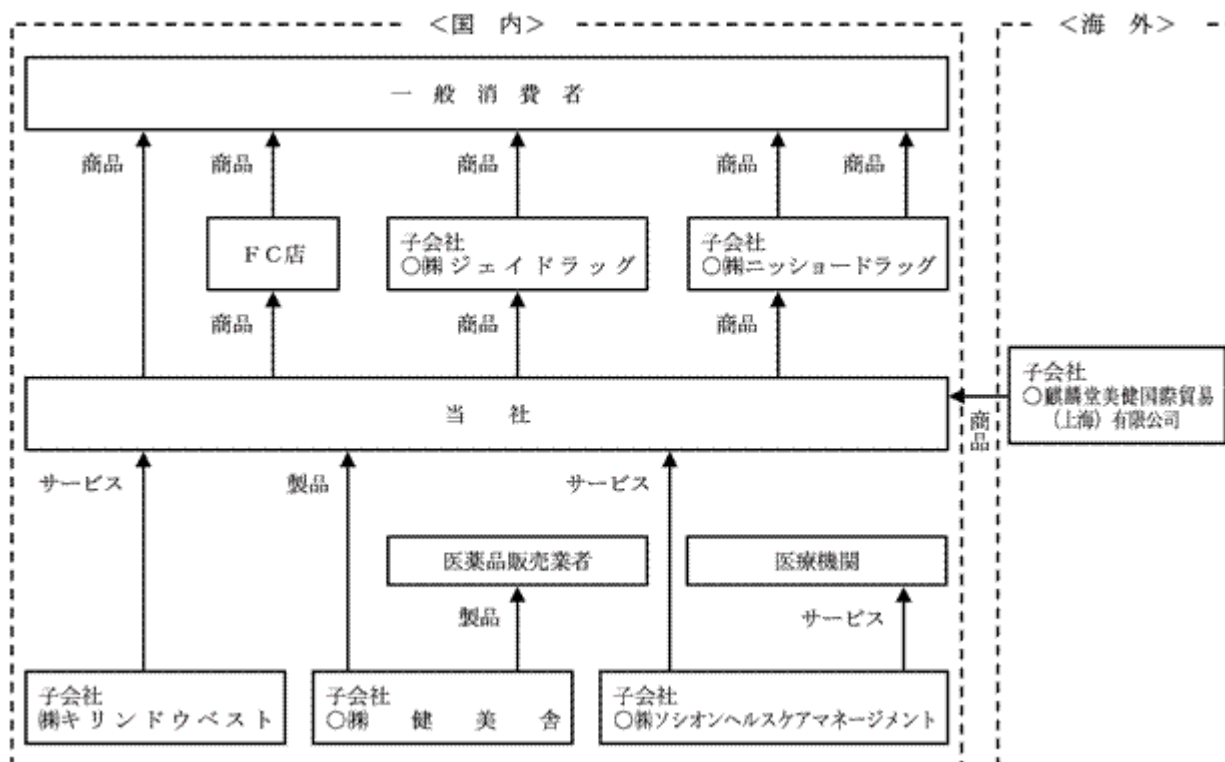 ＜国　内＞
＜海　外＞
一　般　消　費　者
商品
商品
商品
商品
商品
ＦＣ店
子会社
○㈱ジェイドラッグ
子会社
○㈱ニッショードラッグ
商品
商品
商品
当　社
子会社
○麒麟堂美健国際貿易
（上海）有限公司
商品
サービス
製品
サービス
医薬品販売業者
医療機関
製品
サービス
子会社
㈱キリンドウベスト
子会社
○㈱　健　美　舎
子会社
○㈱ソシオンヘルスケアマネージメント